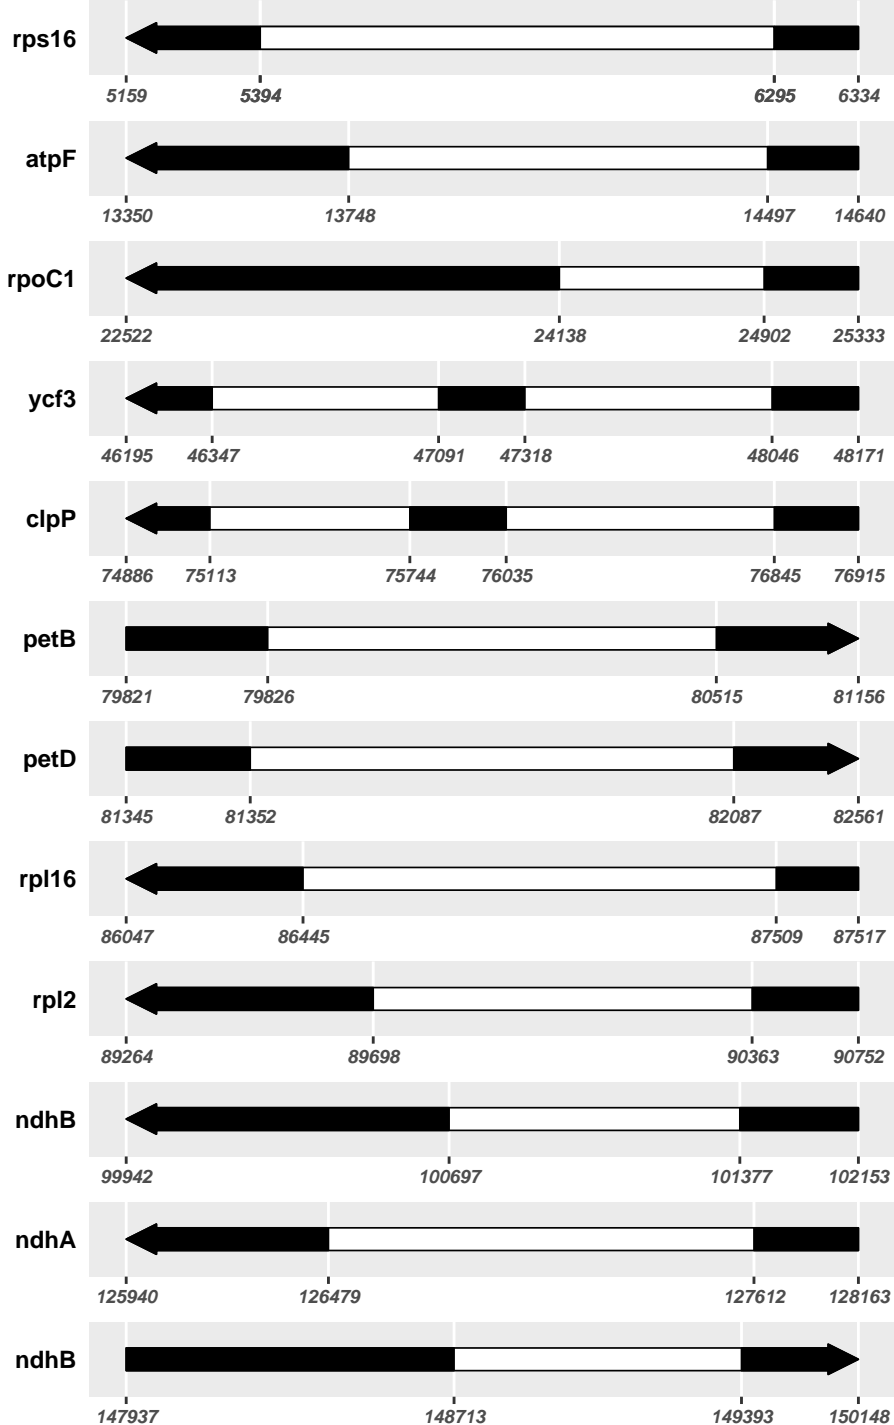 rps16
5159 5394 6295 6334
atpF
13350 13748 14497 14640
rpoC1
22522 24138 24902 25333
ycf3
46195 46347 47091 47318 48046 48171
clpP
74886 75113 75744 76035 76845 76915
petB
79821 79826 80515 81156
petD
81345 81352 82087 82561
rpl16
86047 86445 87509 87517
rpl2
89264 89698 90363 90752
ndhB
99942 100697 101377 102153
ndhA
125940 126479 127612 128163
ndhB
147937 148713 149393 150148